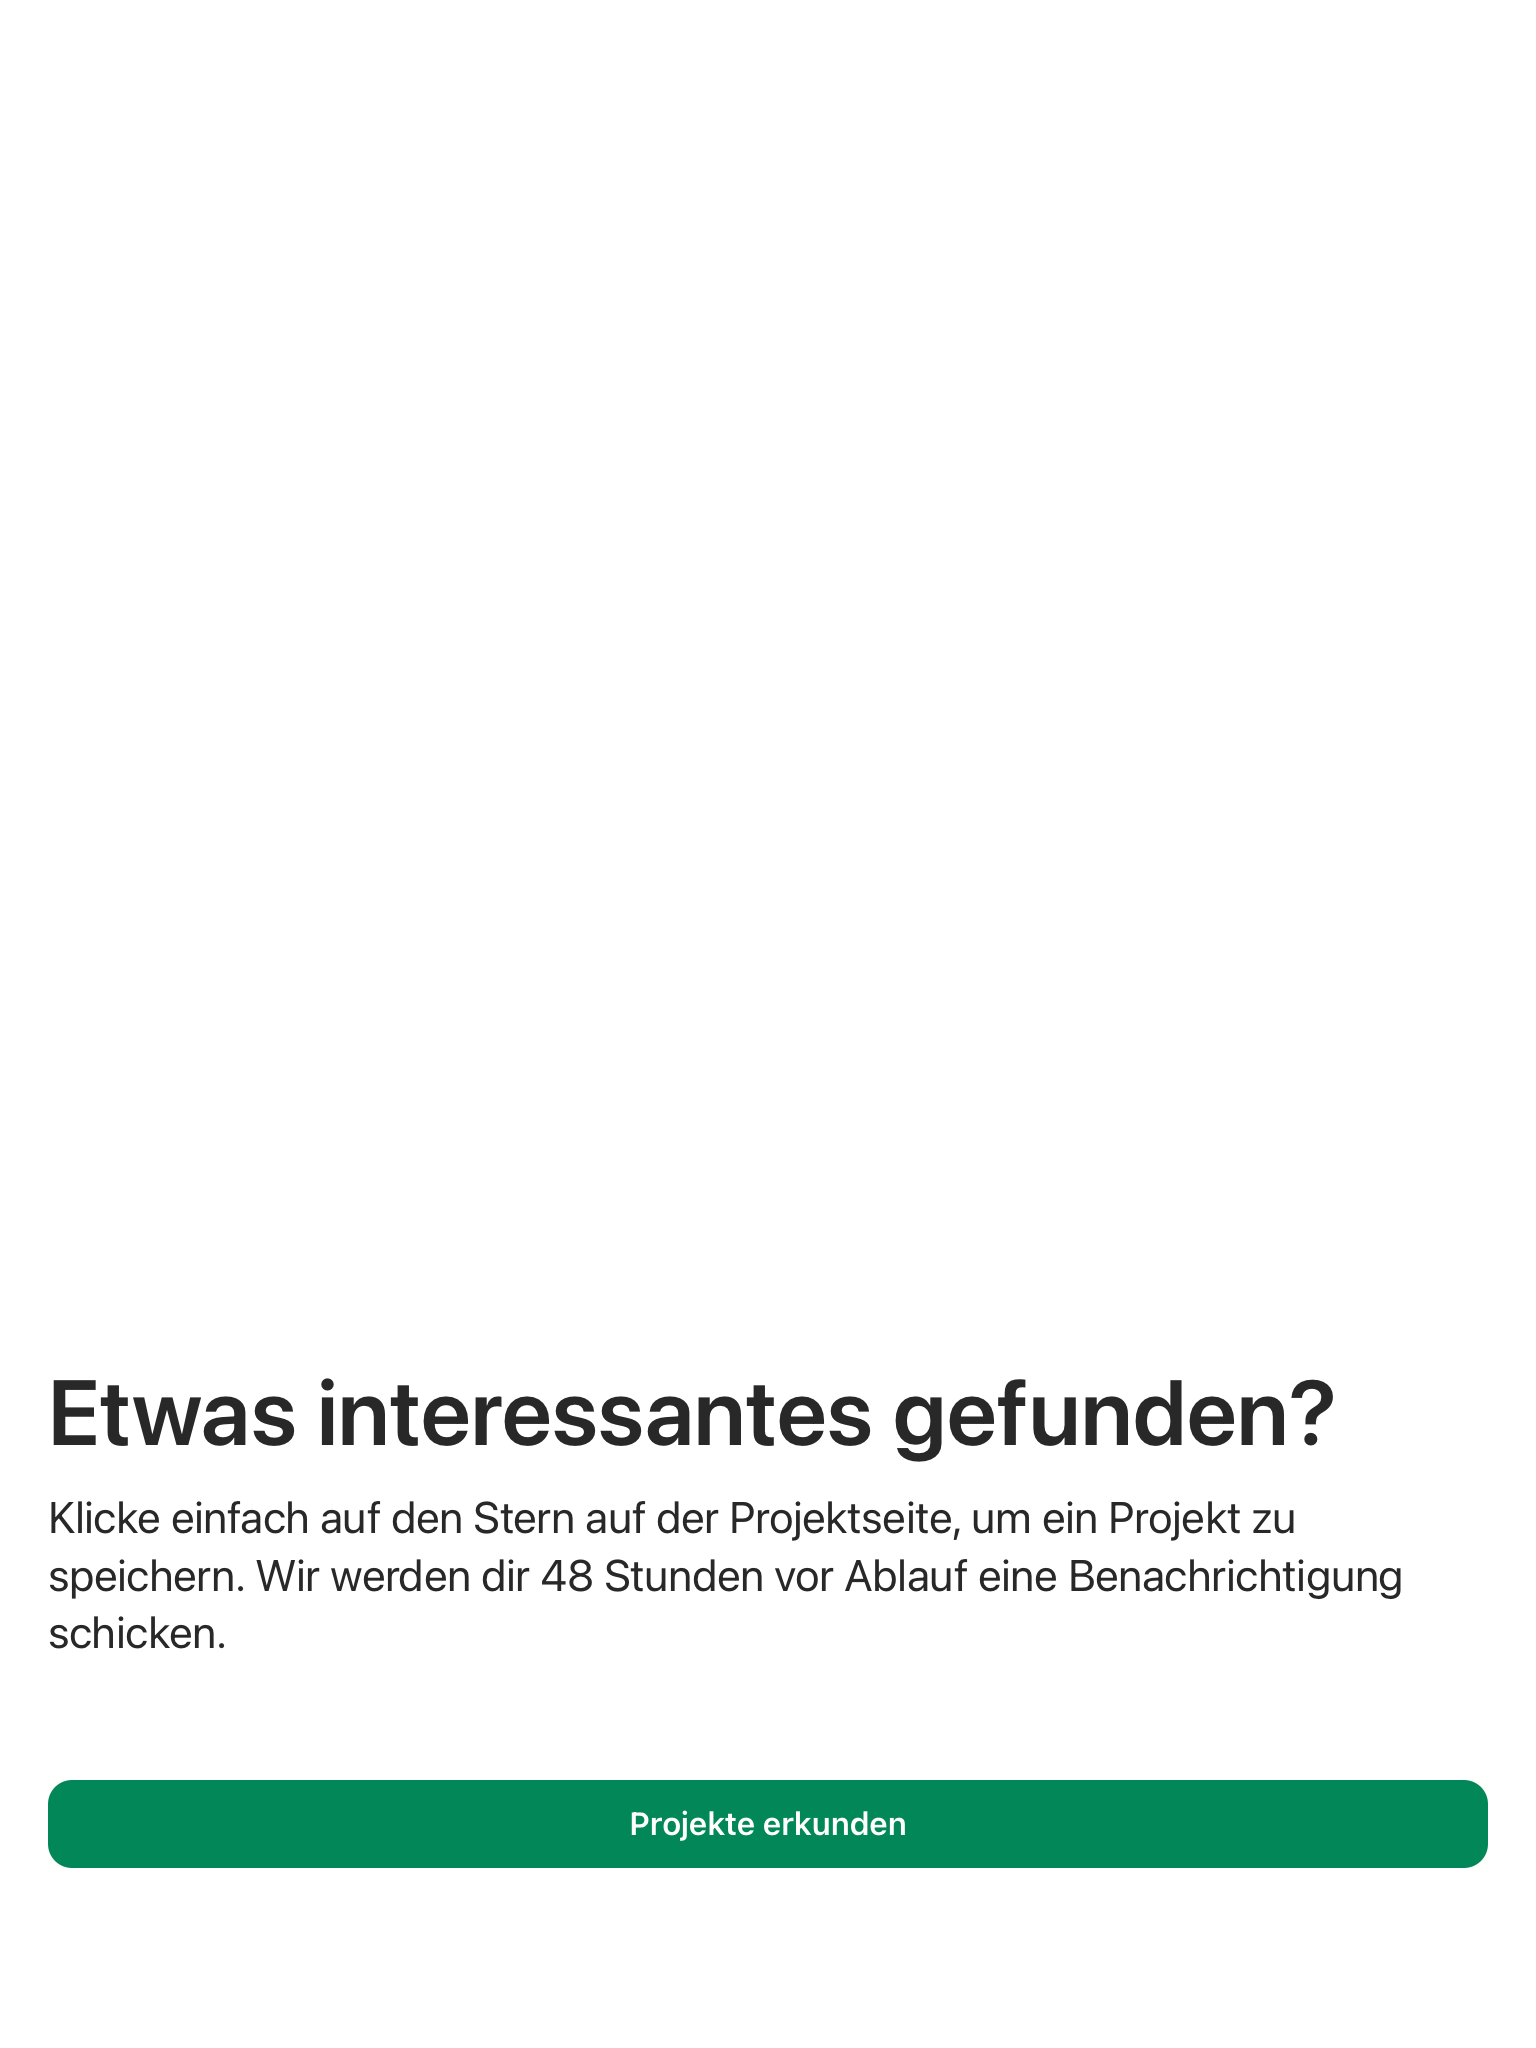 Etwas interessantes gefunden?
Klicke einfach auf den Stern auf der Projektseite, um ein Projekt zu
speichern. Wir werden dir 48 Stunden vor Ablauf eine Benachrichtigung
schicken.
Projekte erkunden